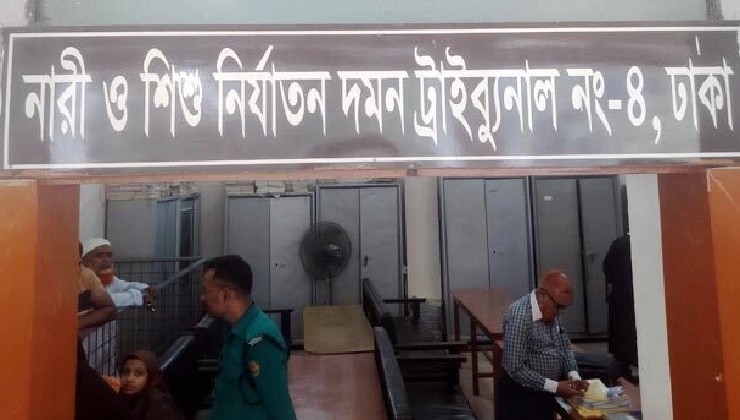 নারী ও শিশু নির্যাতন দমন ট্রাইব্যুনাল নং-৪, ঢাকা